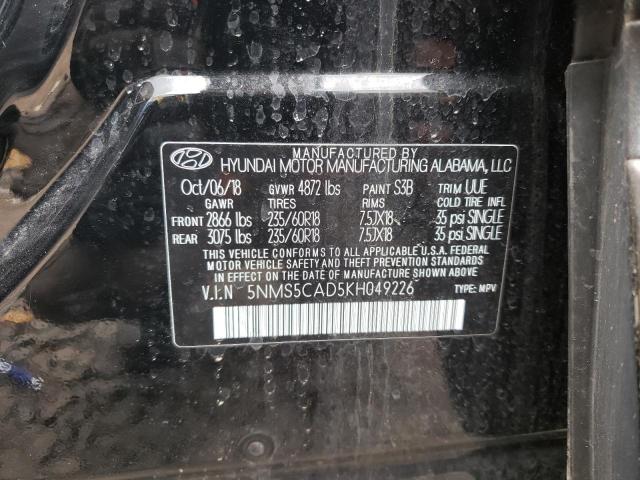 MANUFACTURED BY
HYUNDAI MOTOR MANUFACTURING ALABAMA, LLC
Oct/06/18 GVWR 4872 lbs PAINT S3B TRIM UUE
GAWR TIRES RIMS COLD TIRE INFL
FRONT 2866 lbs 235/60R18 7.5JX18 35 psi SINGLE
REAR 3075 lbs 235/60R18 7.5JX18 35 psi SINGLE
THIS VEHICLE CONFORMS TO ALL APPLICABLE U.S.A. FEDERAL
MOTOR VEHICLE SAFETY AND THEFT PREVENTION STANDARDS
IN EFFECT ON THE DATE OF MANUFACTURE SHOWN ABOVE.
V.I.N 5NMS5CAD5KH049226 TYPE: MPV